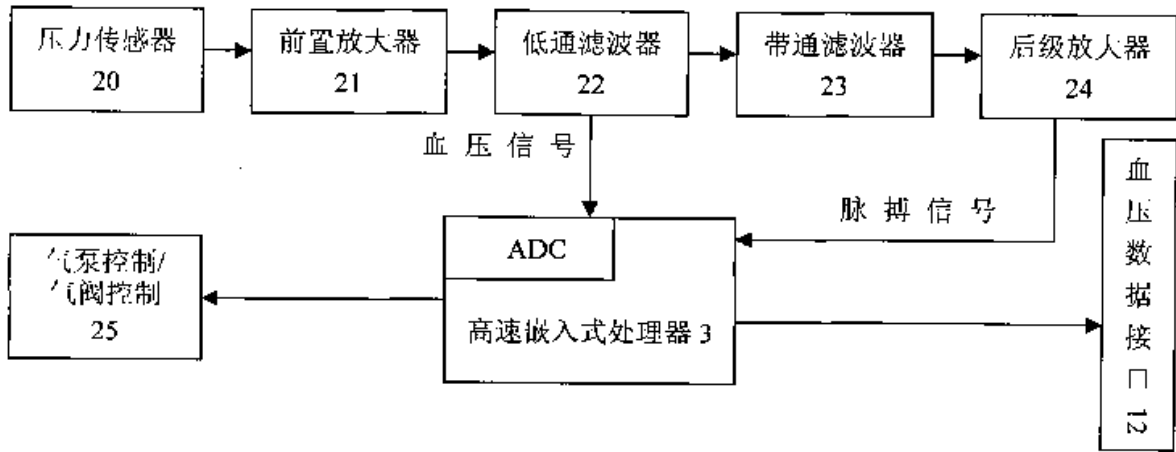 压力传感器
20
前置放大器
21
低通滤波器
22
带通滤波器
23
后级放大器
24
血压信号
脉搏信号
血压数据接口12
ADC
高速嵌入式处理器3
气泵控制/
气阀控制
25